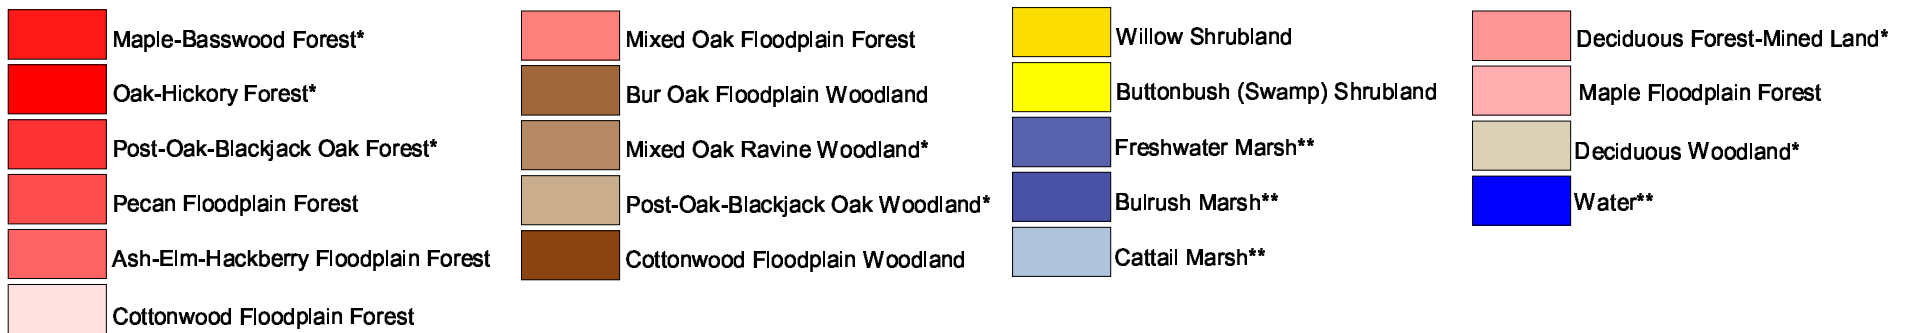 Maple-Basswood Forest*
Oak-Hickory Forest*
Post-Oak-Blackjack Oak Forest*
Pecan Floodplain Forest
Ash-Elm-Hackberry Floodplain Forest
Cottonwood Floodplain Forest
Mixed Oak Floodplain Forest
Bur Oak Floodplain Woodland
Mixed Oak Ravine Woodland*
Post-Oak-Blackjack Oak Woodland*
Cottonwood Floodplain Woodland
Willow Shrubland
Buttonbush (Swamp) Shrubland
Freshwater Marsh**
Bulrush Marsh**
Cattail Marsh**
Deciduous Forest-Mined Land*
Maple Floodplain Forest
Deciduous Woodland*
Water**